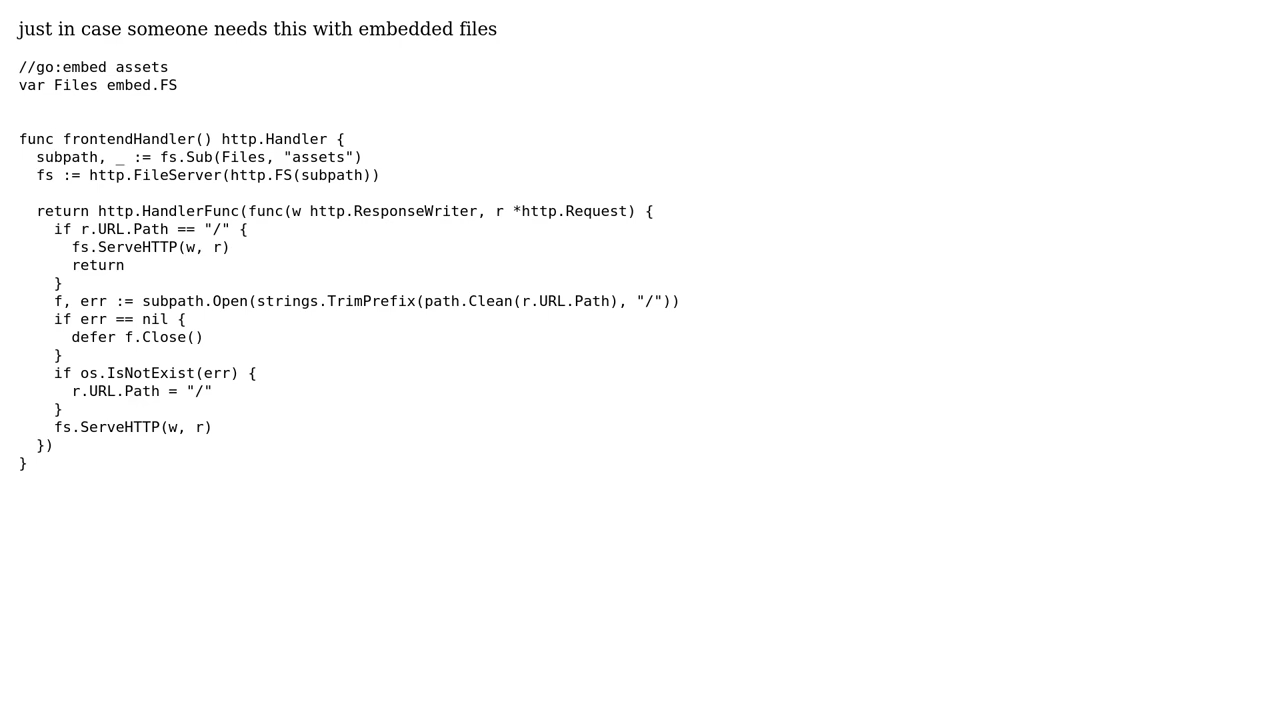 just in case someone needs this with embedded files
//go:embed assets
var Files embed.FS
func frontendHandler() http.Handler {
  subpath, _ := fs.Sub(Files, "assets")
  fs := http.FileServer(http.FS(subpath))
  return http.HandlerFunc(func(w http.ResponseWriter, r *http.Request) {
    if r.URL.Path == "/" {
      fs.ServeHTTP(w, r)
      return
    }
    f, err := subpath.Open(strings.TrimPrefix(path.Clean(r.URL.Path), "/"))
    if err == nil {
      defer f.Close()
    }
    if os.IsNotExist(err) {
      r.URL.Path = "/"
    }
    fs.ServeHTTP(w, r)
  })
}